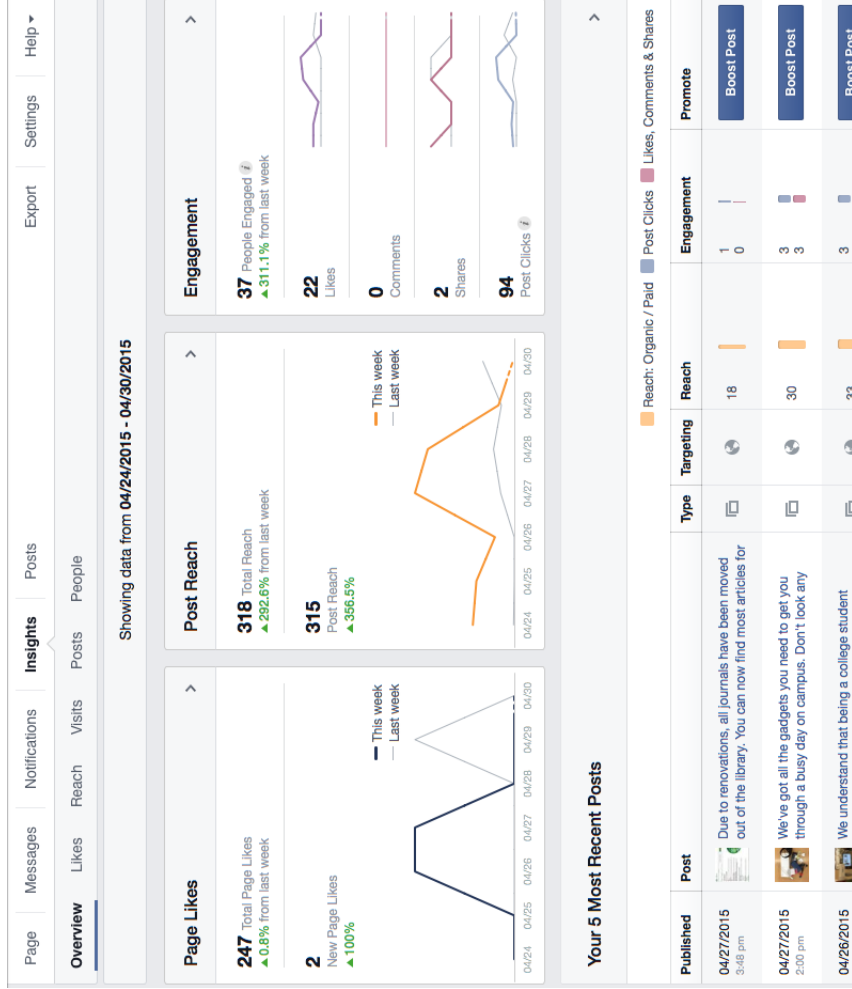 Page Messages Notifications Insights Posts Export Settings Help
Overview Likes Reach Visits Posts People
Showing data from 04/24/2015 - 04/30/2015
Page Likes
247 Total Page Likes
▲0.8% from last week
2
New Page Likes
▲100%
This week
Last week
04/24 04/25 04/26 04/27 04/28 04/29 04/30
Post Reach
318 Total Reach
▲292.6% from last week
315
Post Reach
▲356.5%
This week
Last week
04/24 04/25 04/26 04/27 04/28 04/29 04/30
Engagement
37 People Engaged i
▲311.1% from last week
22
Likes
0
Comments
2
Shares
94
Post Clicks i
Your 5 Most Recent Posts
Reach: Organic / Paid Post Clicks Likes, Comments & Shares
Published Post Type Targeting Reach Engagement Promote
04/27/2015
3:48 pm
Due to renovations, all journals have been moved
out of the library. You can now find most articles for
18
1
0
Boost Post
04/27/2015
2:00 pm
We've got all the gadgets you need to get you
through a busy day on campus. Don't look any
30
3
3
Boost Post
04/26/2015
We understand that being a college student
33
3
Boost Post